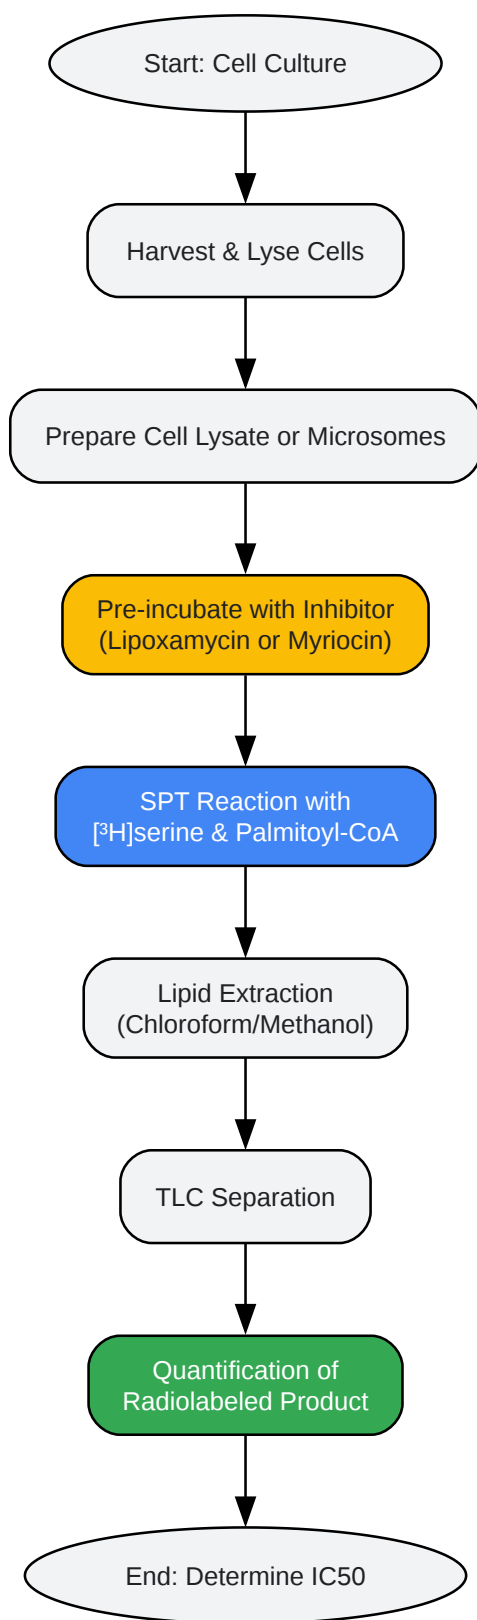 Start: Cell Culture
Harvest & Lyse Cells
Prepare Cell Lysate or Microsomes
Pre-incubate with Inhibitor
(Lipoxamycin or Myriocin)
SPT Reaction with
[³H]serine & Palmitoyl-CoA
Lipid Extraction
(Chloroform/Methanol)
TLC Separation
Quantification of
Radiolabeled Product
End: Determine IC50